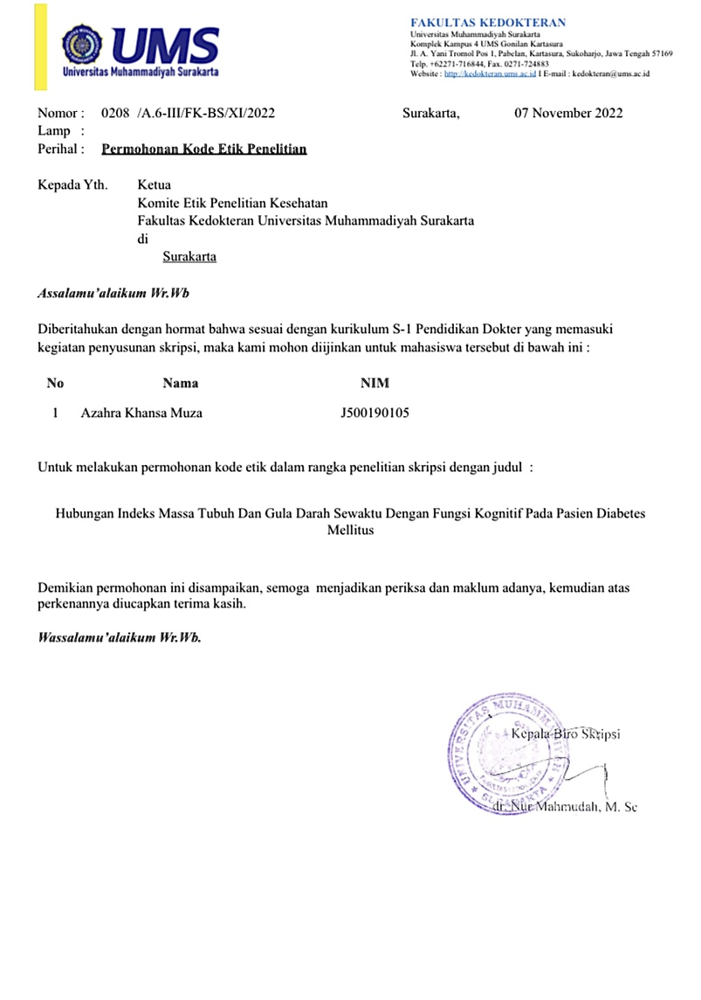 UMS
Universitas Muhammadiyah Surakarta
FAKULTAS KEDOKTERAN
Universitas Muhammadiyah Surakarta
Komplek Kampus 4 UMS Gonilan Kartasura
Jl. A. Yani Tromol Pos 1, Pabelan, Kartasura, Sukoharjo, Jawa Tengah 57169
Telp. +62271-716844, Fax. 0271-724883
Website : http://kedokteran.ums.ac.id I E-mail : kedokteran@ums.ac.id
Nomor : 0208 /A.6-III/FK-BS/XI/2022 Surakarta, 07 November 2022
Lamp :
Perihal : Permohonan Kode Etik Penelitian
Kepada Yth. Ketua
Komite Etik Penelitian Kesehatan
Fakultas Kedokteran Universitas Muhammadiyah Surakarta
di
Surakarta
Assalamu’alaikum Wr.Wb
Diberitahukan dengan hormat bahwa sesuai dengan kurikulum S-1 Pendidikan Dokter yang memasuki
kegiatan penyusunan skripsi, maka kami mohon diijinkan untuk mahasiswa tersebut di bawah ini :
No Nama NIM
1 Azahra Khansa Muza J500190105
Untuk melakukan permohonan kode etik dalam rangka penelitian skripsi dengan judul :
Hubungan Indeks Massa Tubuh Dan Gula Darah Sewaktu Dengan Fungsi Kognitif Pada Pasien Diabetes
Mellitus
Demikian permohonan ini disampaikan, semoga menjadikan periksa dan maklum adanya, kemudian atas
perkenannya diucapkan terima kasih.
Wassalamu’alaikum Wr.Wb.
UNIVERSITAS MUHAMMADIYAH
SURAKARTA
Kepala Biro Skripsi
dr. Nur Mahmudah, M. Sc